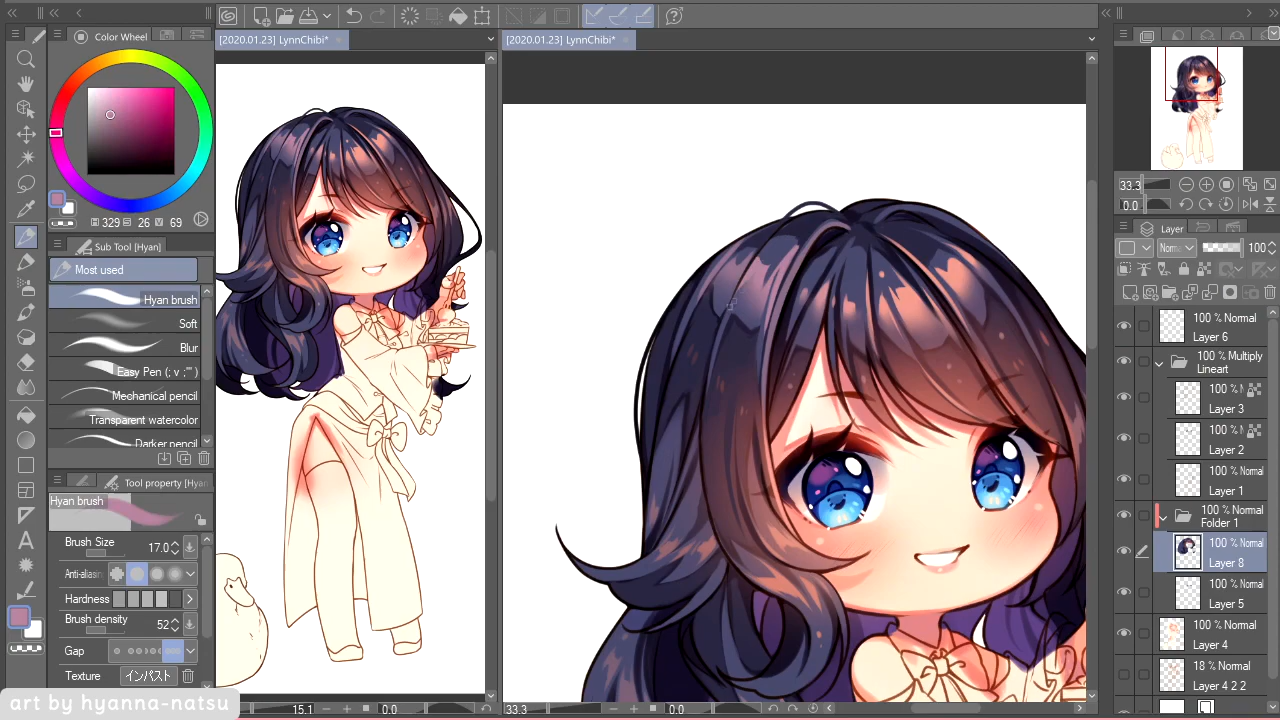 Color Wheel
329 26 69
Sub Tool [Hyan]
Most used
Hyan brush
Soft
Blur
Easy Pen (; v :"' )
Mechanical pencil
Transparent watercolor
Darker pencil
Tool property [Hyan
Hyan brush
Brush Size 17.0
Anti-aliasing
Hardness
Brush density 52
Gap
Texture インパスト
art by hyanna-natsu
[2020.01.23] LynnChibi*
15.1 0.0
[2020.01.23] LynnChibi*
33.3 0.0
33.3
0.0
Layer
Norma 100
100 % Normal
Layer 6
100 % Multiply
Lineart
100 %
Layer 3
100 %
Layer 2
100 % Normal
Layer 1
100 % Normal
Folder 1
100 % Normal
Layer 8
100 % Normal
Layer 5
100 % Normal
Layer 4
18 % Normal
Layer 4 2 2